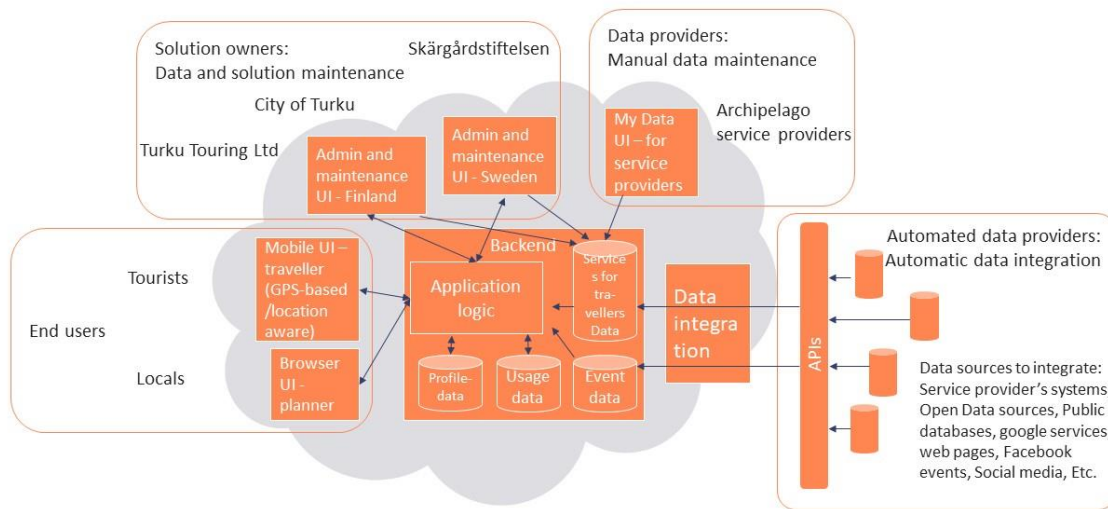 Solution owners:
Data and solution maintenance
Skärgårdstiftelsen
City of Turku
Turku Touring Ltd
Admin and
maintenance
UI - Finland
Admin and
maintenance
UI - Sweden
Data providers:
Manual data maintenance
My Data
UI – for
service
providers
Archipelago
service providers
End users
Tourists
Locals
Mobile UI –
traveller
(GPS-based
/location
aware)
Browser
UI -
planner
Backend
Application
logic
Service
s for
tra-
vellers
Data
Profile-
data
Usage
data
Event
data
Data
integra
tion
APIs
Automated data providers:
Automatic data integration
Data sources to integrate:
Service provider’s systems
Open Data sources, Public
databases, google services
web pages, Facebook
events, Social media, Etc.